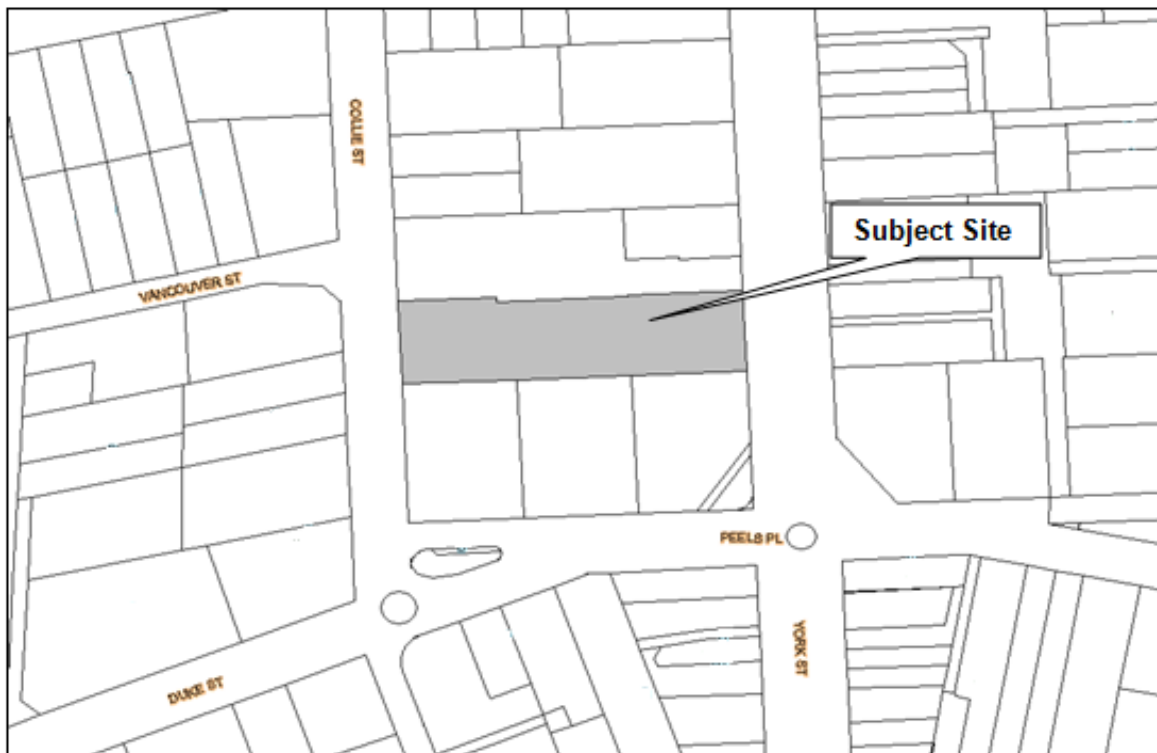 COLLIE ST
Subject Site
VANCOUVER ST
PEELS PL
YORK ST
DUKE ST